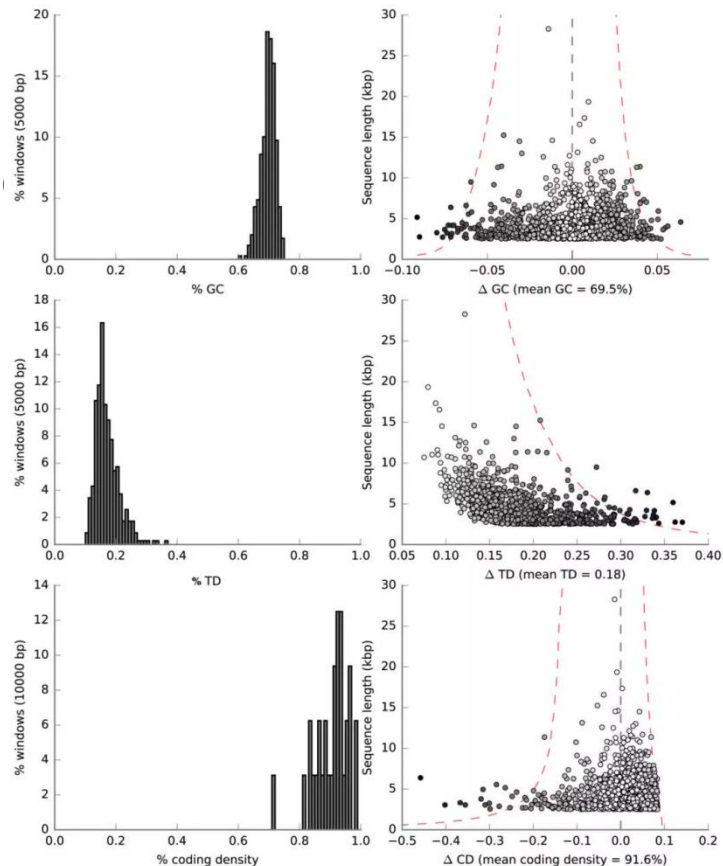 20
15
10
5
0
% windows (5000 bp)
0.0 0.2 0.4 0.6 0.8 1.0
% GC
30
25
20
15
10
5
0
Sequence length (kbp)
−0.10 −0.05 0.00 0.05
Δ GC (mean GC = 69.5%)
18
16
14
12
10
8
6
4
2
0
% windows (5000 bp)
0.0 0.2 0.4 0.6 0.8 1.0
% TD
30
25
20
15
10
5
0
Sequence length (kbp)
0.05 0.10 0.15 0.20 0.25 0.30 0.35 0.40
Δ TD (mean TD = 0.18)
14
12
10
8
6
4
2
0
% windows (10000 bp)
0.0 0.2 0.4 0.6 0.8 1.0
% coding density
30
25
20
15
10
5
0
Sequence length (kbp)
−0.5 −0.4 −0.3 −0.2 −0.1 0.0 0.1 0.2
Δ CD (mean coding density = 91.6%)